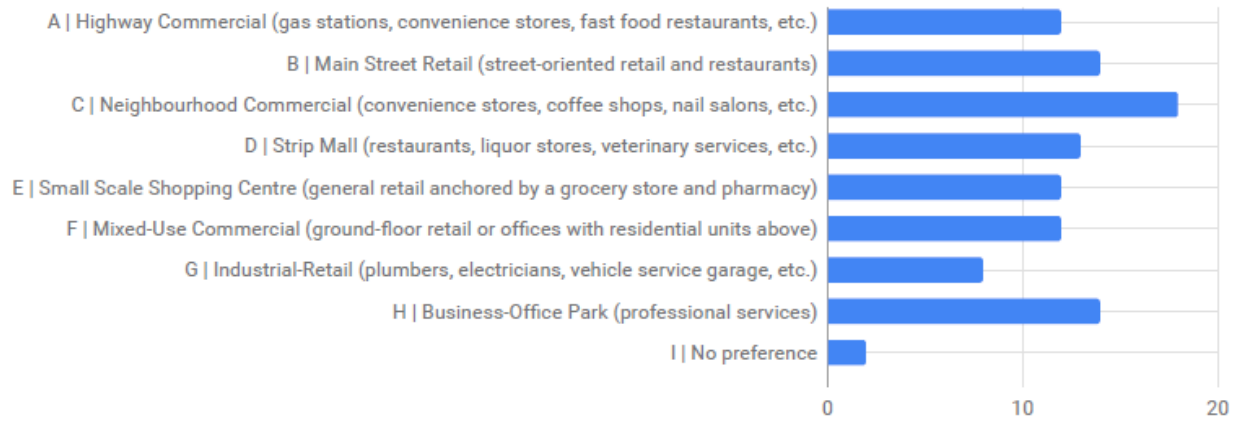 A | Highway Commercial (gas stations, convenience stores, fast food restaurants, etc.)
B | Main Street Retail (street-oriented retail and restaurants)
C | Neighbourhood Commercial (convenience stores, coffee shops, nail salons, etc.)
D | Strip Mall (restaurants, liquor stores, veterinary services, etc.)
E | Small Scale Shopping Centre (general retail anchored by a grocery store and pharmacy)
F | Mixed-Use Commercial (ground-floor retail or offices with residential units above)
G | Industrial-Retail (plumbers, electricians, vehicle service garage, etc.)
H | Business-Office Park (professional services)
I | No preference
0 10 20